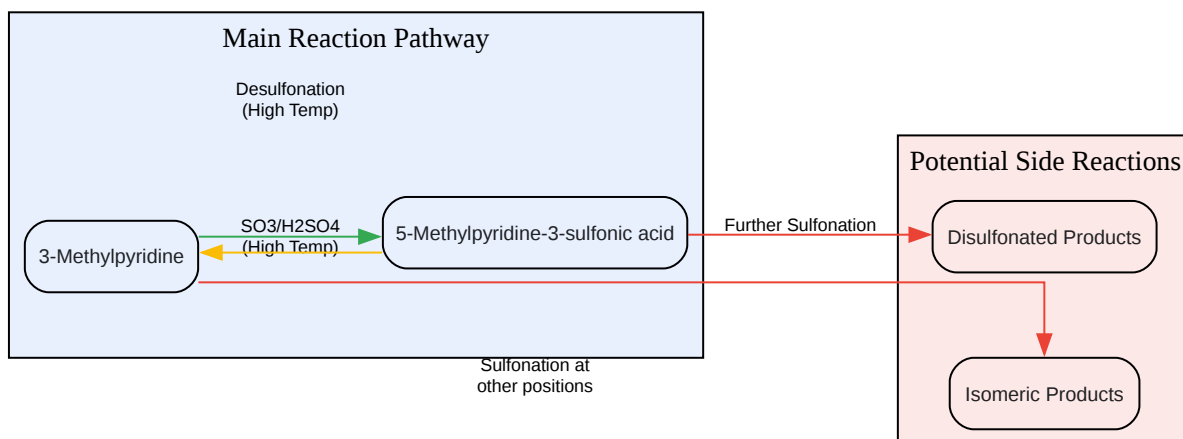 Main Reaction Pathway
Desulfonation
(High Temp)
3-Methylpyridine
SO3/H2SO4
(High Temp)
5-Methylpyridine-3-sulfonic acid
Further Sulfonation
Sulfonation at
other positions
Potential Side Reactions
Disulfonated Products
Isomeric Products